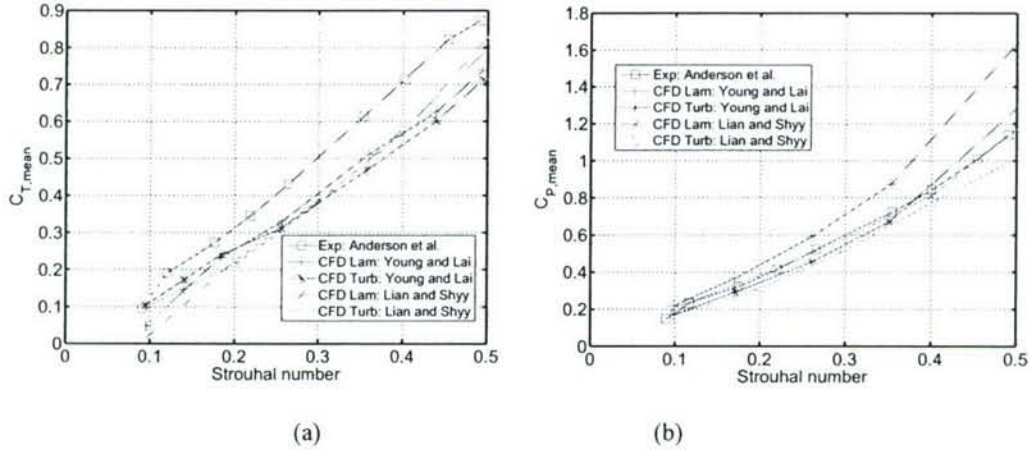 0.9
0.8
0.7
0.6
0.5
0.4
0.3
0.2
0.1
0
C_T,mean
Exp: Anderson et al.
CFD Lam: Young and Lai
CFD Turb: Young and Lai
CFD Lam: Lian and Shyy
CFD Turb: Lian and Shyy
0 0.1 0.2 0.3 0.4 0.5
Strouhal number
(a)
1.8
1.6
1.4
1.2
1
0.8
0.6
0.4
0.2
0
C_P,mean
Exp: Anderson et al.
CFD Lam: Young and Lai
CFD Turb: Young and Lai
CFD Lam: Lian and Shyy
CFD Turb: Lian and Shyy
0 0.1 0.2 0.3 0.4 0.5
Strouhal number
(b)